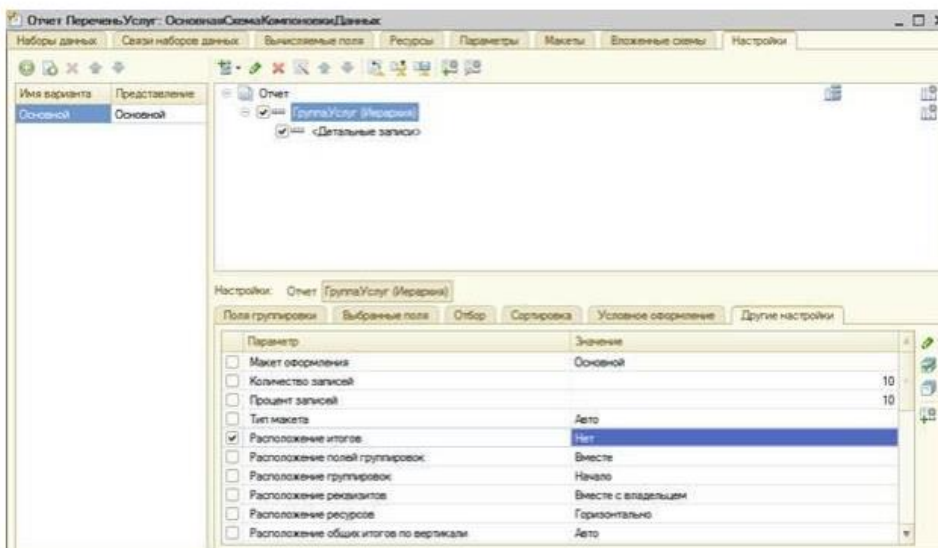 Отчет ПереченьУслуг: ОсновнаяСхемаКомпоновкиДанных
Наборы данных Связи наборов данных Вычисляемые поля Ресурсы Параметры Макеты Вложенные схемы Настройки
Имя варианта Представление
Основной Основной
Отчет
ГруппаУслуг (Иерархия)
<Детальные записи>
Настройки: Отчет ГруппаУслуг (Иерархия)
Поля группировки Выбранные поля Отбор Сортировка Условное оформление Другие настройки
Параметр Значение
Макет оформления Основной
Количество записей 10
Процент записей 10
Тип макета Авто
Расположение итогов Нет
Расположение полей группировок Вместе
Расположение группировок Начало
Расположение реквизитов Вместе с владельцем
Расположение ресурсов Горизонтально
Расположение общих итогов по вертикали Авто